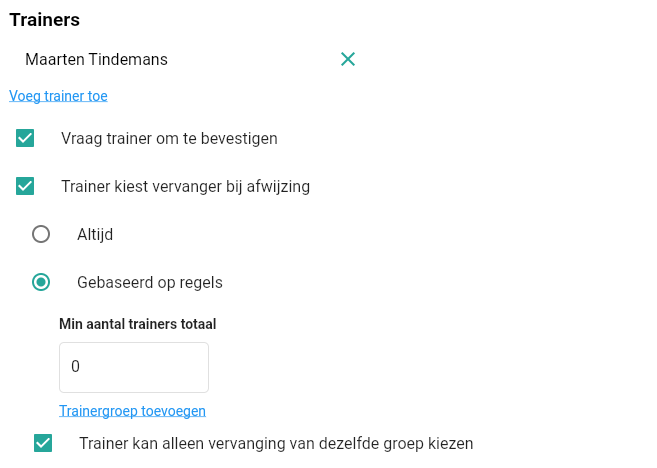 Trainers
Maarten Tindemans
Voeg trainer toe
Vraag trainer om te bevestigen
Trainer kiest vervanger bij afwijzing
Altijd
Gebaseerd op regels
Min aantal trainers totaal
0
Trainergroep toevoegen
Trainer kan alleen vervanging van dezelfde groep kiezen